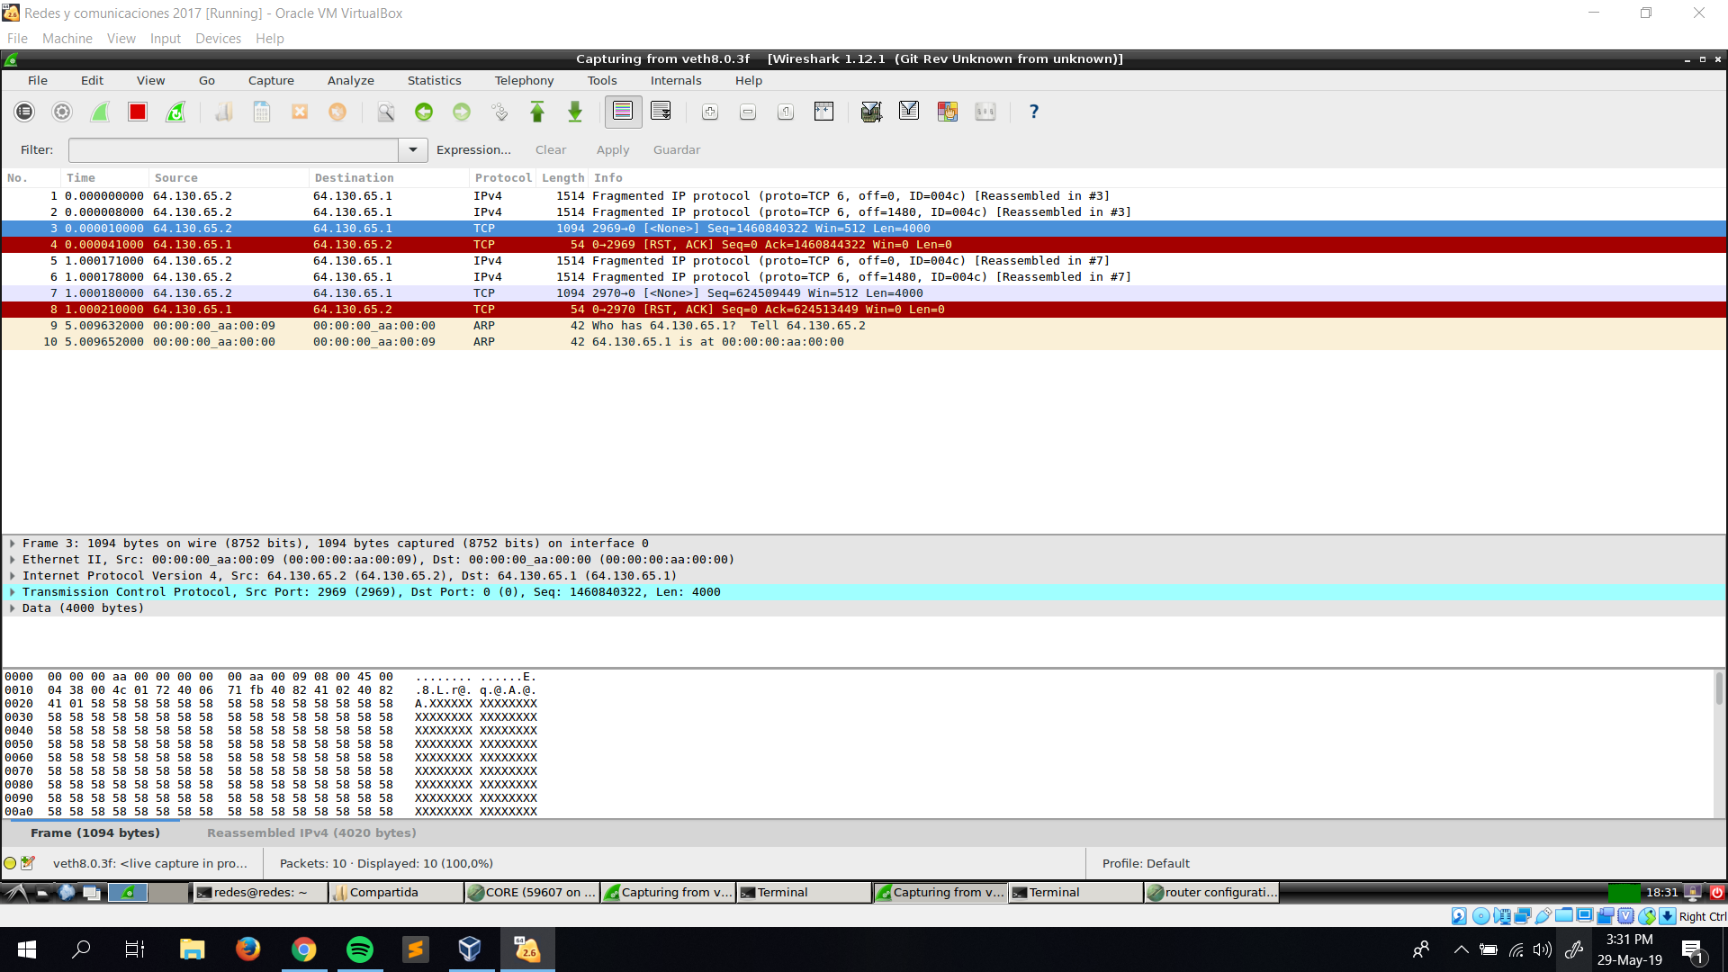 Redes y comunicaciones 2017 [Running] - Oracle VM VirtualBox
File Machine View Input Devices Help
Capturing from veth8.0.3f [Wireshark 1.12.1 (Git Rev Unknown from unknown)]
File Edit View Go Capture Analyze Statistics Telephony Tools Internals Help
Filter: Expression... Clear Apply Guardar
No. Time Source Destination Protocol Length Info
1 0.000000000 64.130.65.2 64.130.65.1 IPv4 1514 Fragmented IP protocol (proto=TCP 6, off=0, ID=004c) [Reassembled in #3]
2 0.000008000 64.130.65.2 64.130.65.1 IPv4 1514 Fragmented IP protocol (proto=TCP 6, off=1480, ID=004c) [Reassembled in #3]
3 0.000010000 64.130.65.2 64.130.65.1 TCP 1094 2969→0 [<None>] Seq=1460840322 Win=512 Len=4000
4 0.000041000 64.130.65.1 64.130.65.2 TCP 54 0→2969 [RST, ACK] Seq=0 Ack=1460844322 Win=0 Len=0
5 1.000171000 64.130.65.2 64.130.65.1 IPv4 1514 Fragmented IP protocol (proto=TCP 6, off=0, ID=004c) [Reassembled in #7]
6 1.000178000 64.130.65.2 64.130.65.1 IPv4 1514 Fragmented IP protocol (proto=TCP 6, off=1480, ID=004c) [Reassembled in #7]
7 1.000180000 64.130.65.2 64.130.65.1 TCP 1094 2970→0 [<None>] Seq=624509449 Win=512 Len=4000
8 1.000210000 64.130.65.1 64.130.65.2 TCP 54 0→2970 [RST, ACK] Seq=0 Ack=624513449 Win=0 Len=0
9 5.009632000 00:00:00_aa:00:09 00:00:00_aa:00:00 ARP 42 Who has 64.130.65.1? Tell 64.130.65.2
10 5.009652000 00:00:00_aa:00:00 00:00:00_aa:00:09 ARP 42 64.130.65.1 is at 00:00:00:aa:00:00
Frame 3: 1094 bytes on wire (8752 bits), 1094 bytes captured (8752 bits) on interface 0
Ethernet II, Src: 00:00:00_aa:00:09 (00:00:00:aa:00:09), Dst: 00:00:00_aa:00:00 (00:00:00:aa:00:00)
Internet Protocol Version 4, Src: 64.130.65.2 (64.130.65.2), Dst: 64.130.65.1 (64.130.65.1)
Transmission Control Protocol, Src Port: 2969 (2969), Dst Port: 0 (0), Seq: 1460840322, Len: 4000
Data (4000 bytes)
0000 00 00 00 aa 00 00 00 00 00 aa 00 09 08 00 45 00 ........ ......E.
0010 04 38 00 4c 01 72 40 06 71 fb 40 82 41 02 40 82 .8.L.r@. q.@.A.@.
0020 41 01 58 58 58 58 58 58 58 58 58 58 58 58 58 58 A.XXXXXX XXXXXXXX
0030 58 58 58 58 58 58 58 58 58 58 58 58 58 58 58 58 XXXXXXXX XXXXXXXX
0040 58 58 58 58 58 58 58 58 58 58 58 58 58 58 58 58 XXXXXXXX XXXXXXXX
0050 58 58 58 58 58 58 58 58 58 58 58 58 58 58 58 58 XXXXXXXX XXXXXXXX
0060 58 58 58 58 58 58 58 58 58 58 58 58 58 58 58 58 XXXXXXXX XXXXXXXX
0070 58 58 58 58 58 58 58 58 58 58 58 58 58 58 58 58 XXXXXXXX XXXXXXXX
0080 58 58 58 58 58 58 58 58 58 58 58 58 58 58 58 58 XXXXXXXX XXXXXXXX
0090 58 58 58 58 58 58 58 58 58 58 58 58 58 58 58 58 XXXXXXXX XXXXXXXX
00a0 58 58 58 58 58 58 58 58 58 58 58 58 58 58 58 58 XXXXXXXX XXXXXXXX
Frame (1094 bytes) Reassembled IPv4 (4020 bytes)
veth8.0.3f: <live capture in pro... Packets: 10 · Displayed: 10 (100,0%) Profile: Default
redes@redes: ~ Compartida CORE (59607 on ... Capturing from v... Terminal Capturing from v... Terminal router configurati... 18:31
Right Ctrl
3:31 PM
29-May-19
1